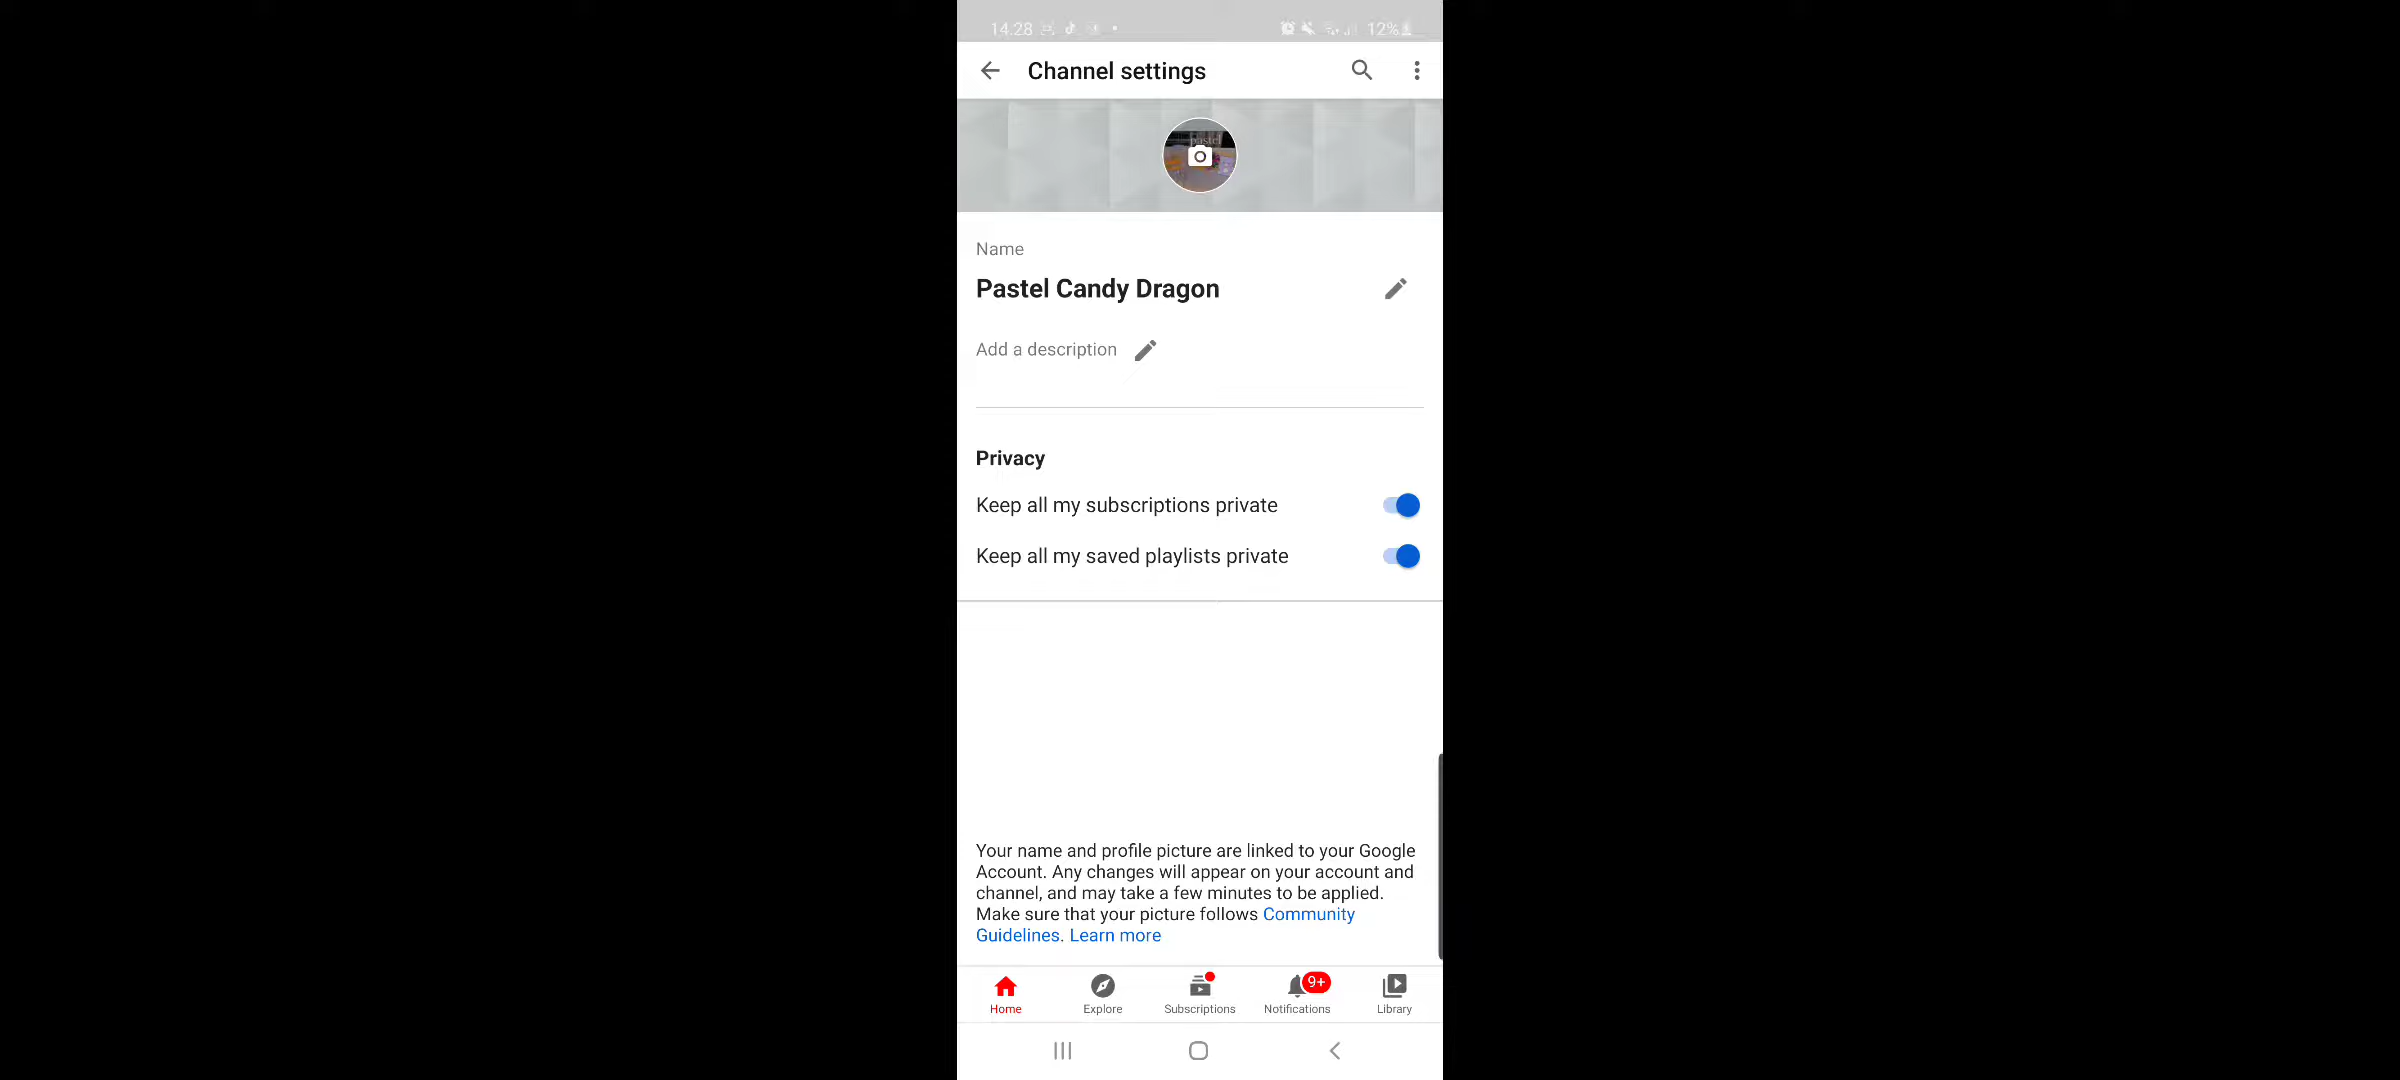 14.28
12%
Channel settings
pastel
Name
Pastel Candy Dragon
Add a description
Privacy
Keep all my subscriptions private
Keep all my saved playlists private
Your name and profile picture are linked to your Google
Account. Any changes will appear on your account and
channel, and may take a few minutes to be applied.
Make sure that your picture follows Community
Guidelines. Learn more
9+
Home Explore Subscriptions Notifications Library